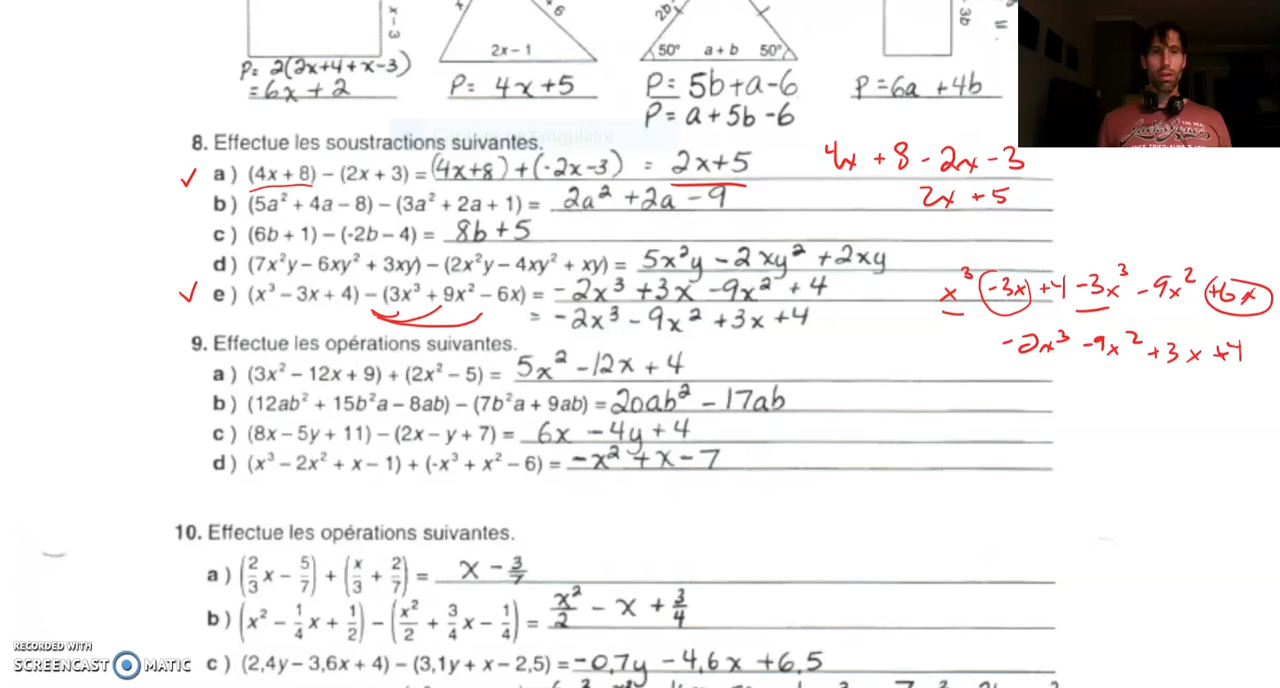 x – 3
6
2b
3b
=
2x – 1
50° a + b 50°
P= 2(2x+4+x-3)
= 6x + 2
P= 4x+5
P= 5b+a-6
P= a+5b-6
P=6a +4b
8. Effectue les soustractions suivantes.
✓ a ) (4x + 8) – (2x + 3) = (4x+8) + (-2x-3) = 2x+5
4x + 8 - 2x - 3
2x + 5
b ) (5a² + 4a – 8) – (3a² + 2a + 1) = 2a² +2a -9
c ) (6b + 1) – (-2b – 4) = 8b +5
d ) (7x²y – 6xy² + 3xy) – (2x²y – 4xy² + xy) = 5x²y - 2xy² +2xy
✓ e ) (x³ – 3x + 4) – (3x³ + 9x² – 6x) = -2x³ +3x -9x² +4
= -2x³ - 9x² +3x +4
x³ -3x +4 -3x³ -9x² +6x
-2x³ -9x² +3x +4
9. Effectue les opérations suivantes.
a ) (3x² – 12x + 9) + (2x² – 5) = 5x² -12x + 4
b ) (12ab² + 15b²a – 8ab) – (7b²a + 9ab) = 20ab² - 17ab
c ) (8x – 5y + 11) – (2x – y + 7) = 6x -4y +4
d ) (x³ – 2x² + x – 1) + (-x³ + x² – 6) = -x² +x -7
10. Effectue les opérations suivantes.
a ) (2/3 x – 5/7) + (x/3 + 2/7) = x - 3/7
b ) (x² – 1/4 x + 1/2) – (x²/2 + 3/4 x – 1/4) = x²/2 - x + 3/4
c ) (2,4y – 3,6x + 4) – (3,1y + x – 2,5) = -0,7y -4,6x +6,5
RECORDED WITH
SCREENCAST MATIC